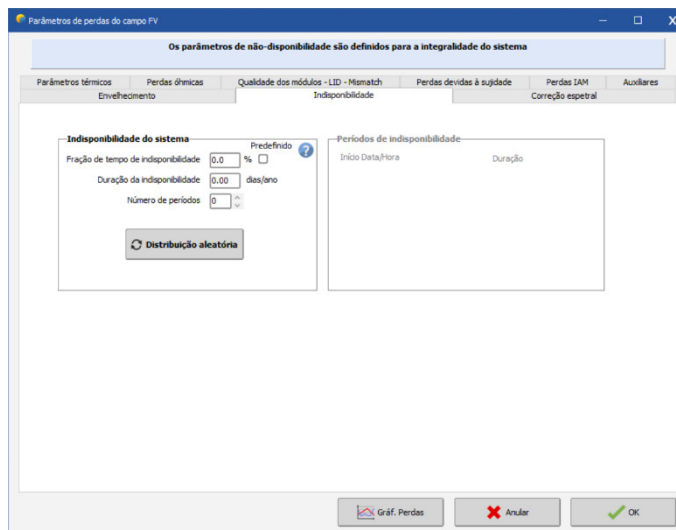 Parâmetros de perdas do campo FV
Os parâmetros de não-disponibilidade são definidos para a integralidade do sistema
Parâmetros térmicos Perdas óhmicas Qualidade dos módulos - LID - Mismatch Perdas devidas à sujidade Perdas IAM Auxiliares
Envelhecimento Indisponibilidade Correção espetral
Indisponibilidade do sistema
Predefinido
Fração de tempo de indisponibilidade 0.0 %
Duração da indisponibilidade 0.00 dias/ano
Número de períodos 0
Distribuição aleatória
Períodos de indisponibilidade
Início Data/Hora Duração
Gráf. Perdas Anular OK